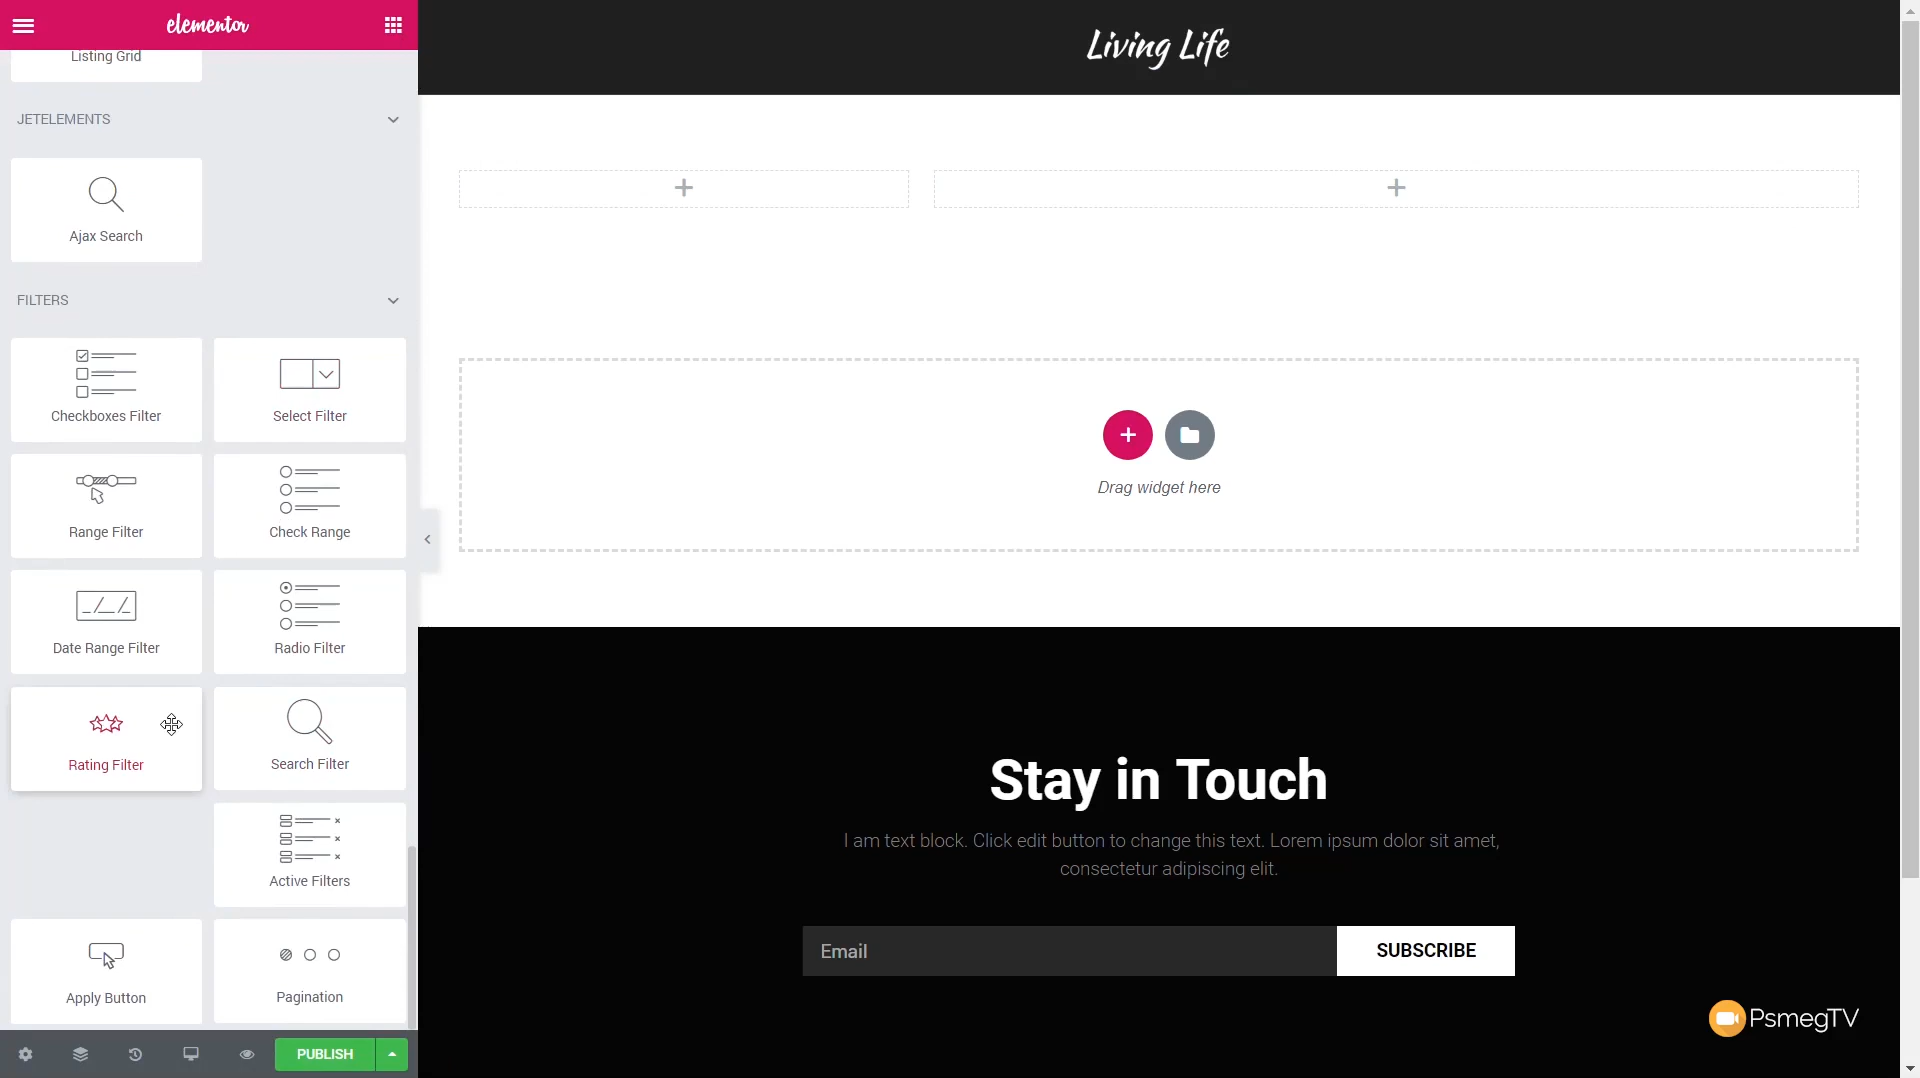 elementor
Listing Grid
JETELEMENTS
Ajax Search
FILTERS
Checkboxes Filter
Select Filter
Range Filter
Check Range
Date Range Filter
Radio Filter
Rating Filter
Search Filter
Active Filters
Apply Button
Pagination
PUBLISH
Living Life
Drag widget here
Stay in Touch
I am text block. Click edit button to change this text. Lorem ipsum dolor sit amet,
consectetur adipiscing elit.
Email
SUBSCRIBE
PsmegTV